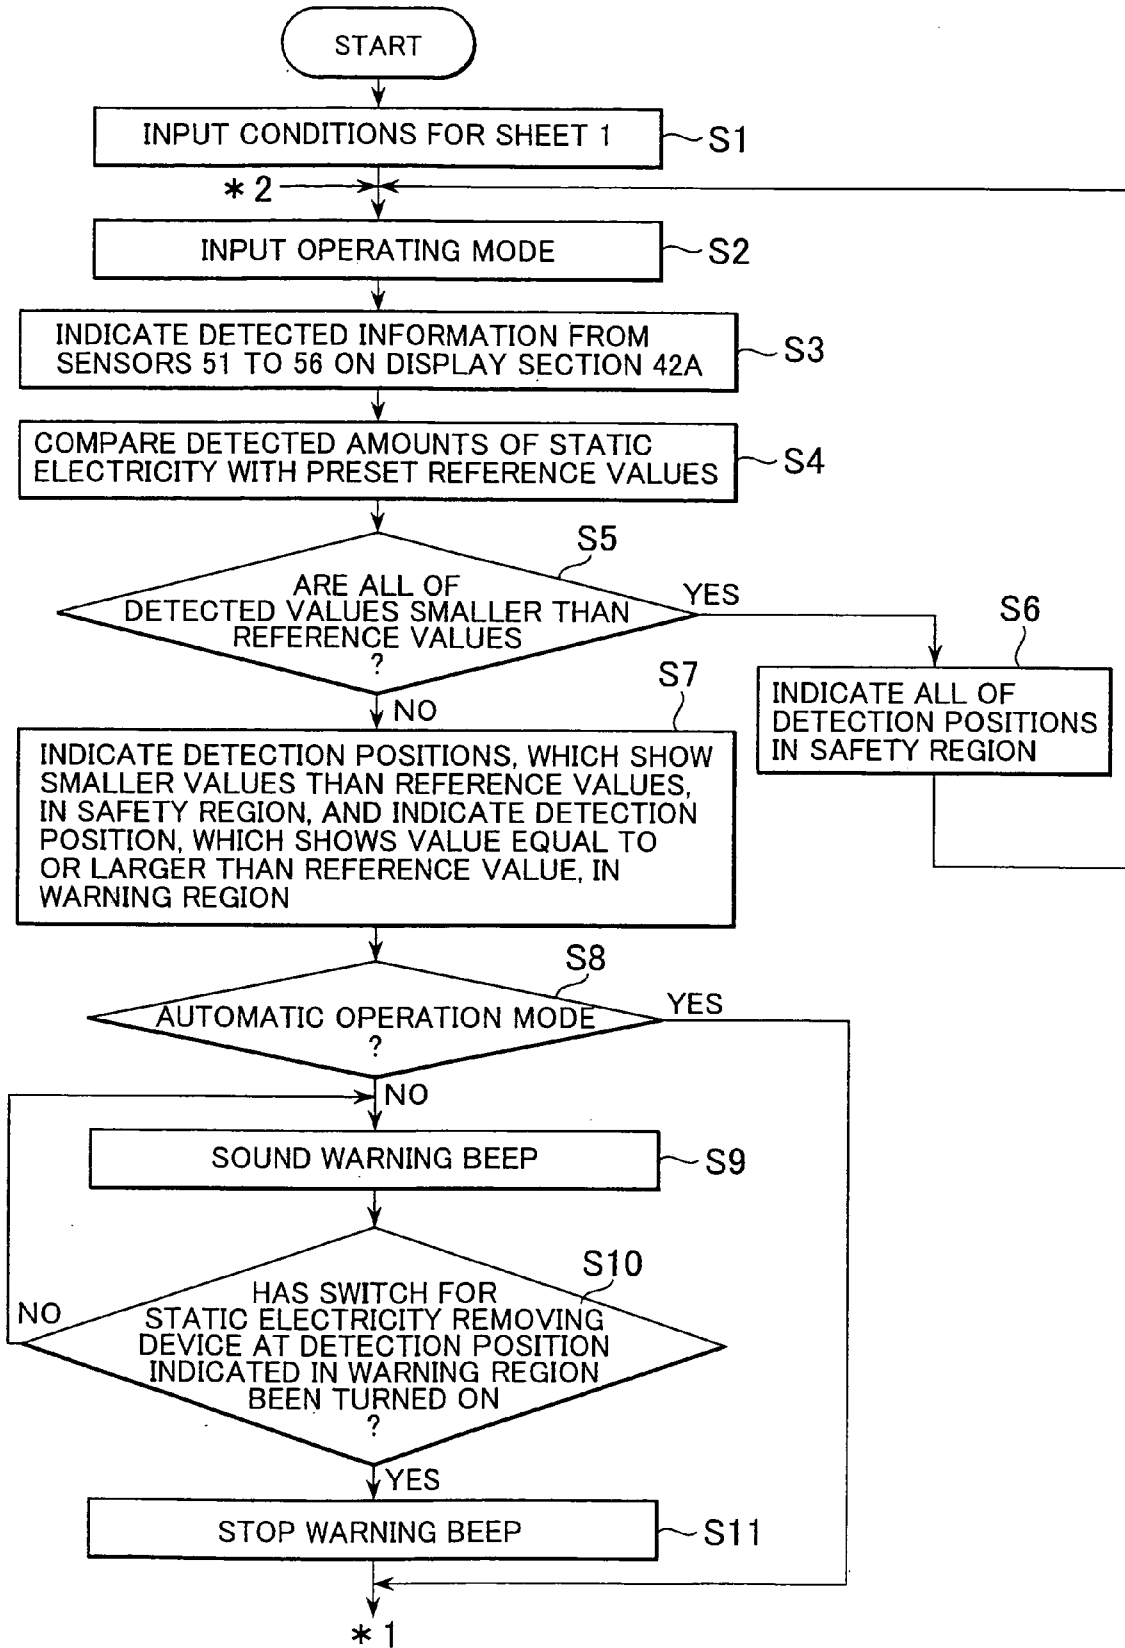 START
INPUT CONDITIONS FOR SHEET 1
S1
*2
INPUT OPERATING MODE
S2
INDICATE DETECTED INFORMATION FROM
SENSORS 51 TO 56 ON DISPLAY SECTION 42A
S3
COMPARE DETECTED AMOUNTS OF STATIC
ELECTRICITY WITH PRESET REFERENCE VALUES
S4
S5
ARE ALL OF
DETECTED VALUES SMALLER THAN
REFERENCE VALUES
?
YES
NO
S6
INDICATE ALL OF
DETECTION POSITIONS
IN SAFETY REGION
S7
INDICATE DETECTION POSITIONS, WHICH SHOW
SMALLER VALUES THAN REFERENCE VALUES,
IN SAFETY REGION, AND INDICATE DETECTION
POSITION, WHICH SHOWS VALUE EQUAL TO
OR LARGER THAN REFERENCE VALUE, IN
WARNING REGION
S8
AUTOMATIC OPERATION MODE
?
YES
NO
SOUND WARNING BEEP
S9
S10
HAS SWITCH FOR
STATIC ELECTRICITY REMOVING
DEVICE AT DETECTION POSITION
INDICATED IN WARNING REGION
BEEN TURNED ON
?
NO
YES
STOP WARNING BEEP
S11
*1